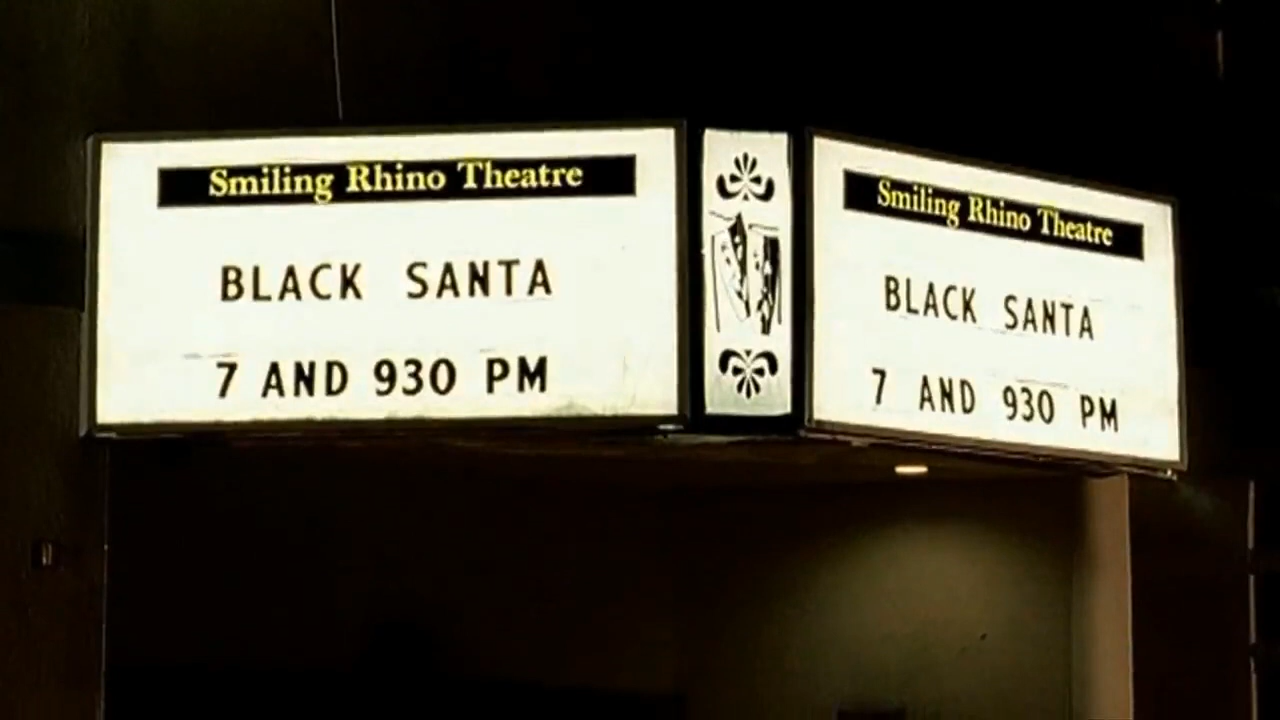 Smiling Rhino Theatre
BLACK SANTA
7 AND 930 PM
Smiling Rhino Theatre
BLACK SANTA
7 AND 930 PM